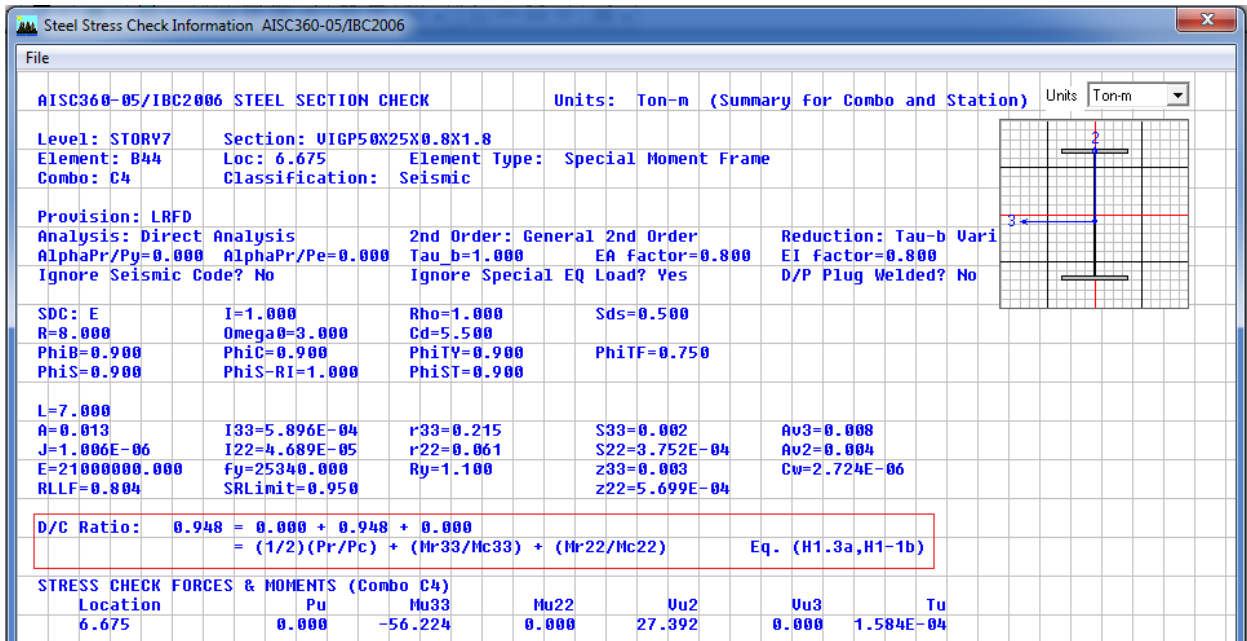 Steel Stress Check Information AISC360-05/IBC2006
File
AISC360-05/IBC2006 STEEL SECTION CHECK Units: Ton-m (Summary for Combo and Station) Units Ton-m
Level: STORY7 Section: VIGP50X25X0.8X1.8
Element: B44 Loc: 6.675 Element Type: Special Moment Frame
Combo: C4 Classification: Seismic
2
3
Provision: LRFD
Analysis: Direct Analysis 2nd Order: General 2nd Order Reduction: Tau-b Vari
AlphaPr/Py=0.000 AlphaPr/Pe=0.000 Tau_b=1.000 EA factor=0.800 EI factor=0.800
Ignore Seismic Code? No Ignore Special EQ Load? Yes D/P Plug Welded? No
SDC: E I=1.000 Rho=1.000 Sds=0.500
R=8.000 Omega0=3.000 Cd=5.500
PhiB=0.900 PhiC=0.900 PhiTY=0.900 PhiTF=0.750
PhiS=0.900 PhiS-RI=1.000 PhiST=0.900
L=7.000
A=0.013 I33=5.896E-04 r33=0.215 S33=0.002 Av3=0.008
J=1.006E-06 I22=4.689E-05 r22=0.061 S22=3.752E-04 Av2=0.004
E=21000000.000 fy=25340.000 Ry=1.100 z33=0.003 Cw=2.724E-06
RLLF=0.804 SRLimit=0.950 z22=5.699E-04
D/C Ratio: 0.948 = 0.000 + 0.948 + 0.000
= (1/2)(Pr/Pc) + (Mr33/Mc33) + (Mr22/Mc22) Eq. (H1.3a,H1-1b)
STRESS CHECK FORCES & MOMENTS (Combo C4)
Location Pu Mu33 Mu22 Vu2 Vu3 Tu
6.675 0.000 -56.224 0.000 27.392 0.000 1.584E-04